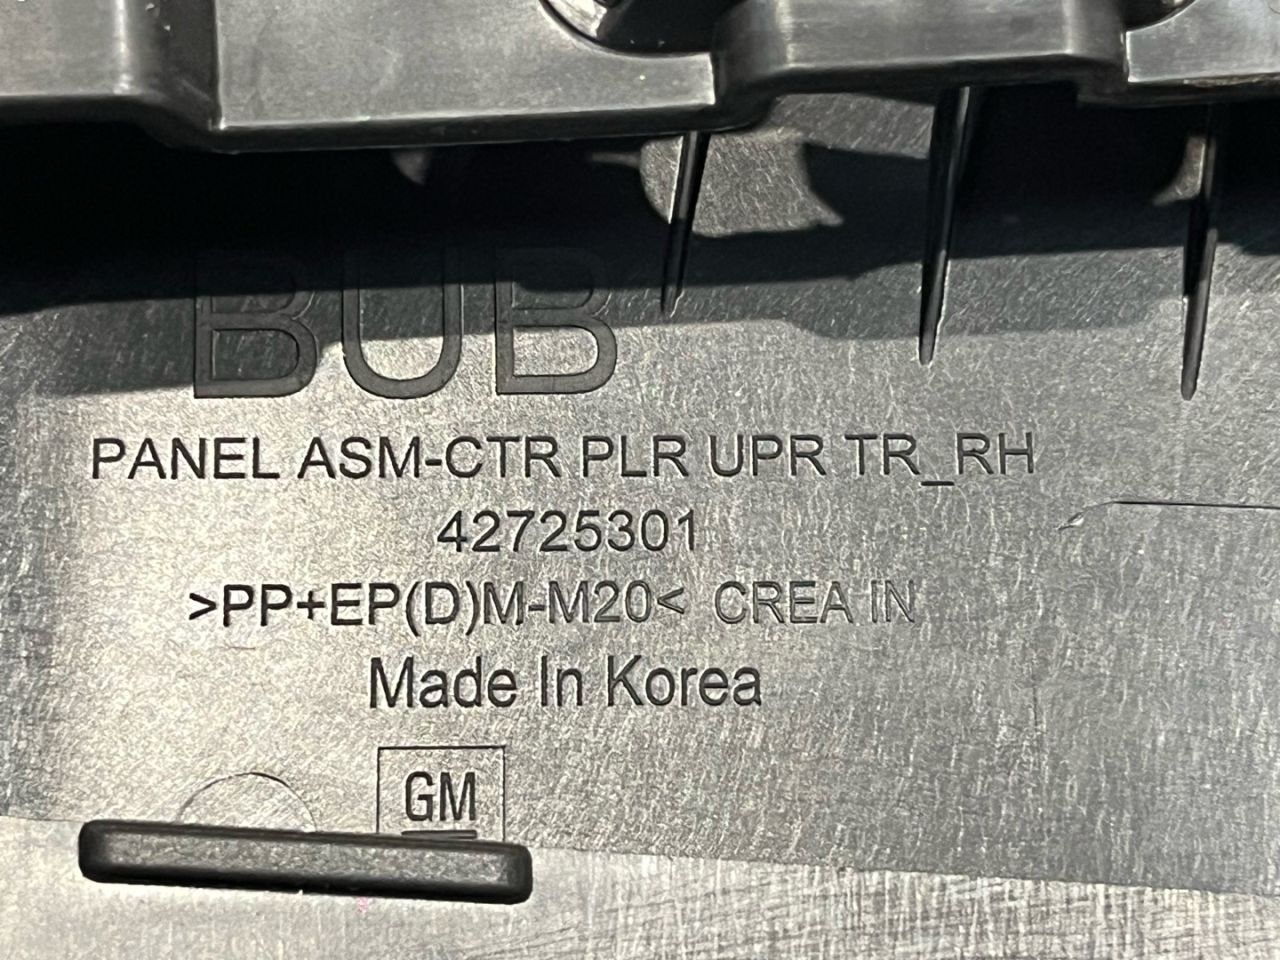 BUB
PANEL ASM-CTR PLR UPR TR_RH
42725301
>PP+EP(D)M-M20< CREA IN
Made In Korea
GM